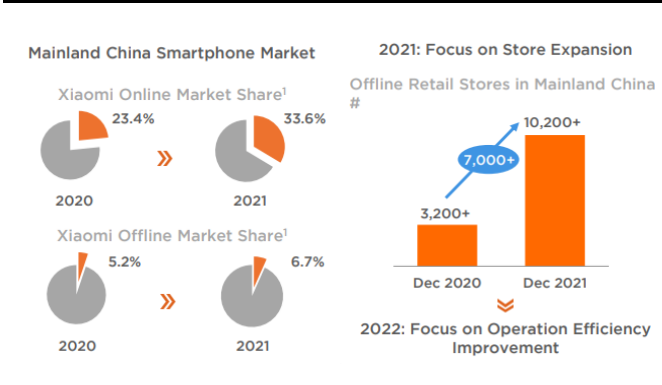 Mainland China Smartphone Market
Xiaomi Online Market Share¹
23.4%
33.6%
»
2020
2021
Xiaomi Offline Market Share¹
5.2%
6.7%
»
2020
2021
2021: Focus on Store Expansion
Offline Retail Stores in Mainland China
#
10,200+
7,000+
3,200+
Dec 2020
Dec 2021
2022: Focus on Operation Efficiency
Improvement